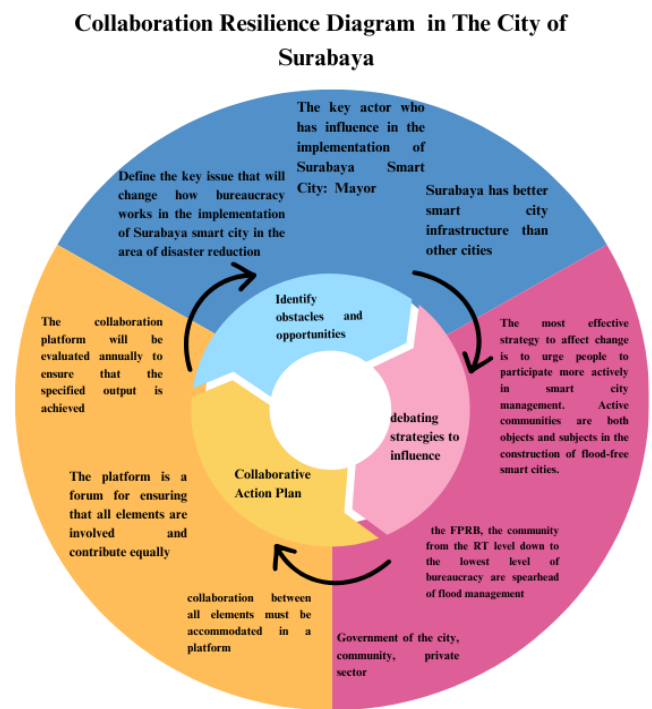 Collaboration Resilience Diagram in The City of
Surabaya
The key actor who
has influence in the
implementation of
Surabaya Smart
City: Mayor
Define the key issue that will
change how bureaucracy
works in the implementation
of Surabaya smart city in the
area of disaster reduction
Surabaya has better
smart city
infrastructure than
other cities
Identify
obstacles and
opportunities
The collaboration
platform will be
evaluated annually to
ensure that the
specified output is
achieved
The most effective
strategy to affect change
is to urge people to
participate more actively
in smart city
management. Active
communities are both
objects and subjects in the
construction of flood-free
smart cities.
debating
strategies to
influence
Collaborative
Action Plan
The platform is a
forum for ensuring
that all elements are
involved and
contribute equally
the FPRB, the community
from the RT level down to
the lowest level of
bureaucracy are spearhead
of flood management
collaboration between
all elements must be
accommodated in a
platform
Government of the city,
community, private
sector